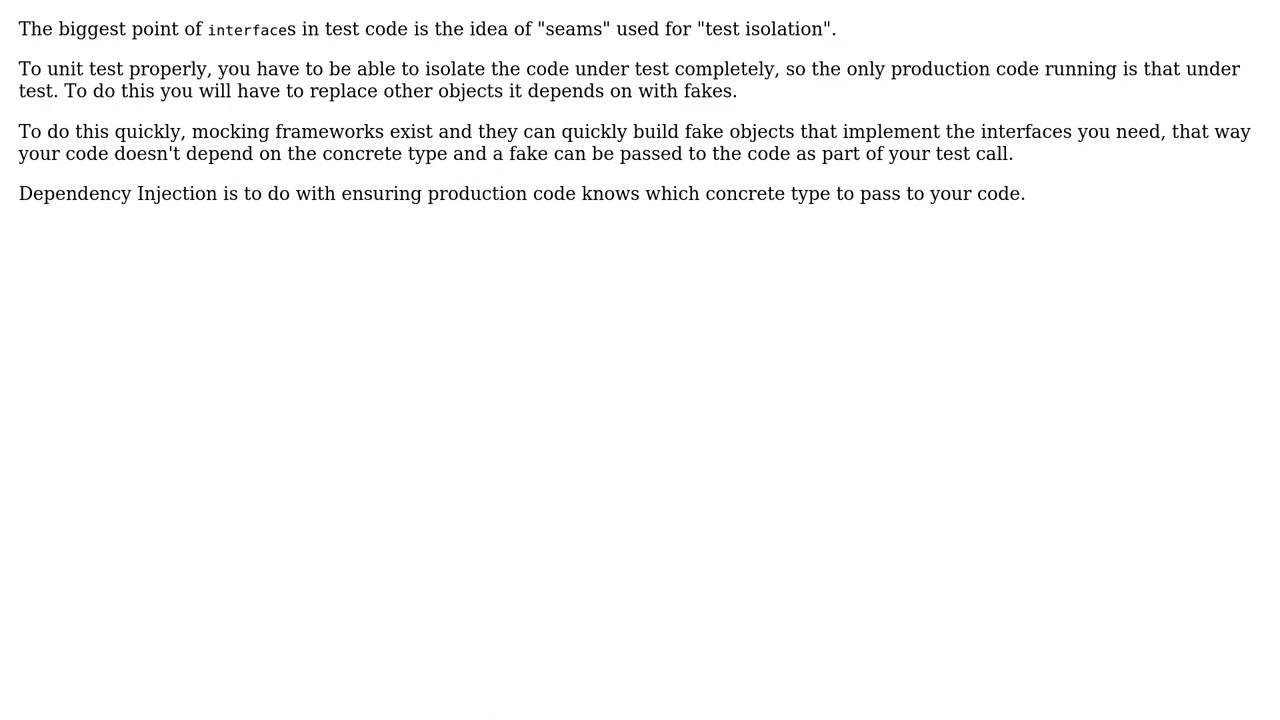 The biggest point of interfaces in test code is the idea of "seams" used for "test isolation".
To unit test properly, you have to be able to isolate the code under test completely, so the only production code running is that under
test. To do this you will have to replace other objects it depends on with fakes.
To do this quickly, mocking frameworks exist and they can quickly build fake objects that implement the interfaces you need, that way
your code doesn't depend on the concrete type and a fake can be passed to the code as part of your test call.
Dependency Injection is to do with ensuring production code knows which concrete type to pass to your code.